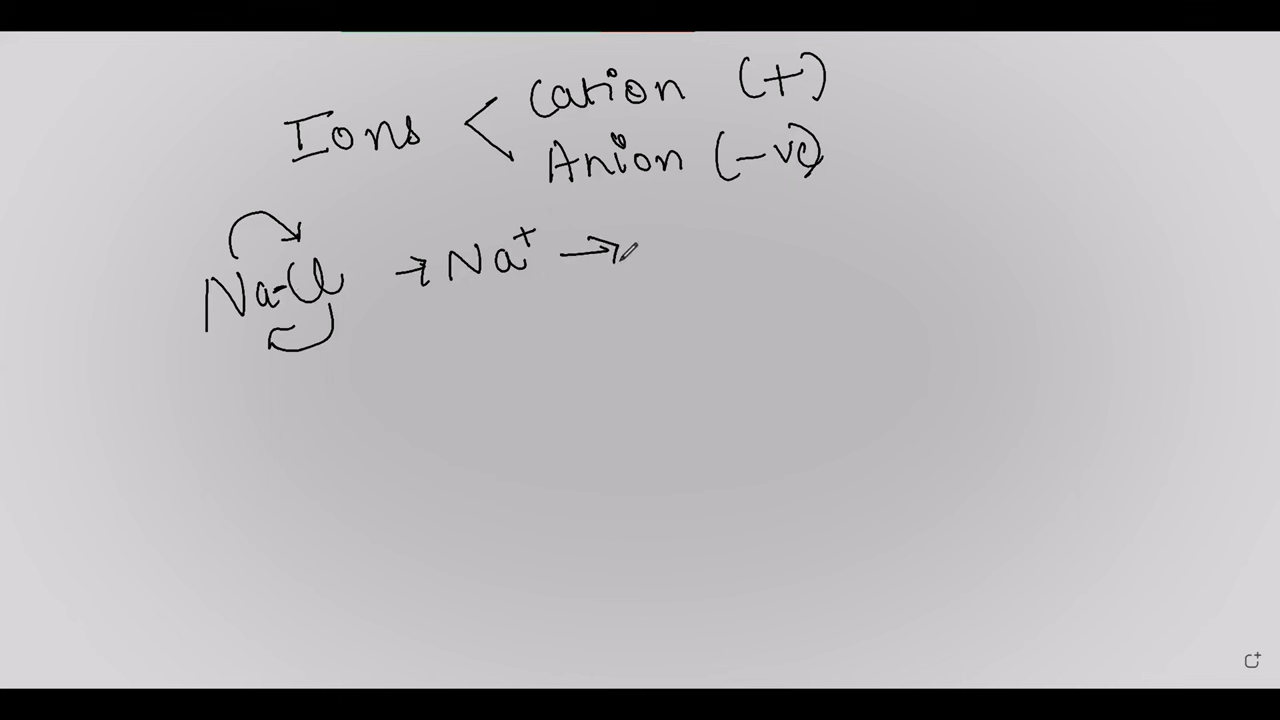 Ions < Cation (+)
Anion (-ve)
Na-Cl → Na⁺ →